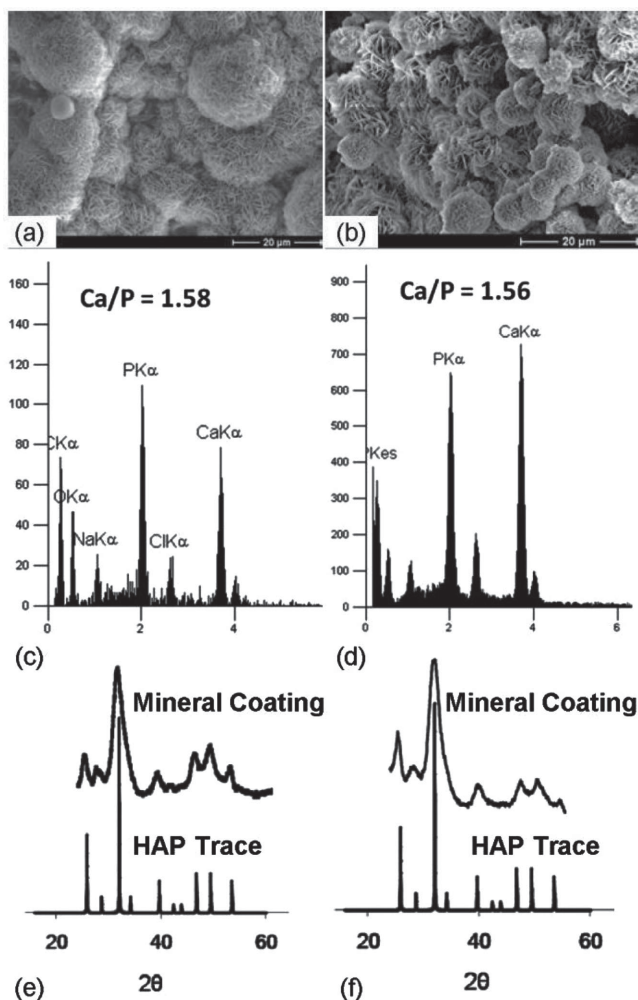 (a)
20 µm
(b)
20 µm
Ca/P = 1.58
160
140
120
100
80
60
40
20
0
CKα
OKα
NaKα
PKα
ClKα
CaKα
0
2
4
(c)
Ca/P = 1.56
900
800
700
600
500
400
300
200
100
0
PKes
PKα
CaKα
0
2
4
6
(d)
Mineral Coating
HAP Trace
20
40
60
2θ
(e)
Mineral Coating
HAP Trace
20
40
60
2θ
(f)